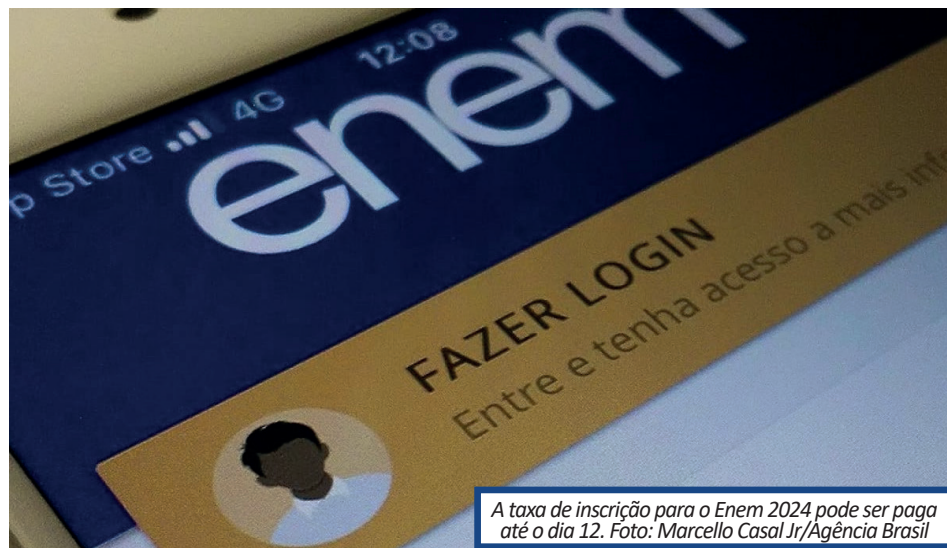 12:08
p Store 4G
enem
FAZER LOGIN
Entre e tenha acesso a mais inf
A taxa de inscrição para o Enem 2024 pode ser paga
até o dia 12. Foto: Marcello Casal Jr/Agência Brasil